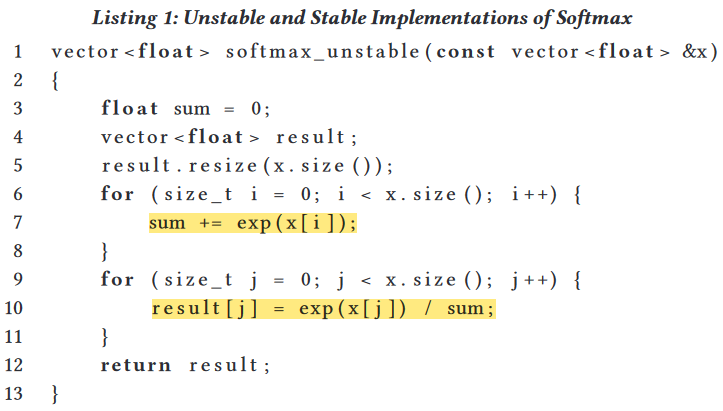 Listing 1: Unstable and Stable Implementations of Softmax
1 vector<float> softmax_unstable(const vector<float> &x)
2 {
3 float sum = 0;
4 vector<float> result;
5 result.resize(x.size());
6 for (size_t i = 0; i < x.size(); i++) {
7 sum += exp(x[i]);
8 }
9 for (size_t j = 0; j < x.size(); j++) {
10 result[j] = exp(x[j]) / sum;
11 }
12 return result;
13 }